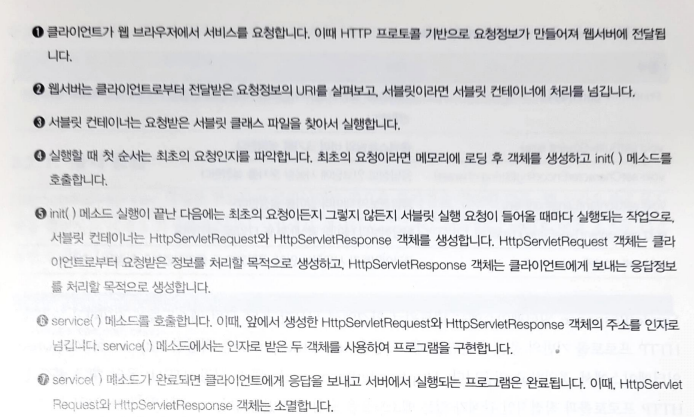 ❶ 클라이언트가 웹 브라우저에서 서비스를 요청합니다. 이때 HTTP 프로토콜 기반으로 요청정보가 만들어져 웹서버에 전달됩
니다.
❷ 웹서버는 클라이언트로부터 전달받은 요청정보의 URI를 살펴보고, 서블릿이라면 서블릿 컨테이너에 처리를 넘깁니다.
❸ 서블릿 컨테이너는 요청받은 서블릿 클래스 파일을 찾아서 실행합니다.
❹ 실행할 때 첫 순서는 최초의 요청인지를 파악합니다. 최초의 요청이라면 메모리에 로딩 후 객체를 생성하고 init( ) 메소드를
호출합니다.
❺ init( ) 메소드 실행이 끝난 다음에는 최초의 요청이든지 그렇지 않든지 서블릿 실행 요청이 들어올 때마다 실행되는 작업으로,
서블릿 컨테이너는 HttpServletRequest와 HttpServletResponse 객체를 생성합니다. HttpServletRequest 객체는 클라
이언트로부터 요청받은 정보를 처리할 목적으로 생성하고, HttpServletResponse 객체는 클라이언트에게 보내는 응답정보
를 처리할 목적으로 생성합니다.
❻ service( ) 메소드를 호출합니다. 이때, 앞에서 생성한 HttpServletRequest와 HttpServletResponse 객체의 주소를 인자로
넘깁니다. service( ) 메소드에서는 인자로 받은 두 객체를 사용하여 프로그램을 구현합니다.
❼ service( ) 메소드가 완료되면 클라이언트에게 응답을 보내고 서버에서 실행되는 프로그램은 완료됩니다. 이때, HttpServlet
Request와 HttpServletResponse 객체는 소멸합니다.